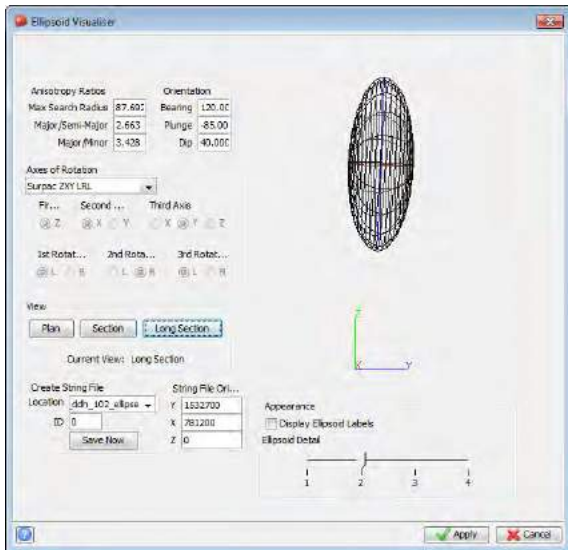 Ellipsoid Visualiser
Anisotropy Ratios
Orientation
Max Search Radius 87.692 Bearing 120.00
Major/Semi-Major 2.663 Plunge -85.00
Major/Minor 3.428 Dip 40.000
Axes of Rotation
Surpac ZXY LRL
Fir... Second ... Third Axis
Z X Y X Y Z
1st Rotat... 2nd Rota... 3rd Rotat...
L R L R L R
View
Plan Section Long Section
Current View: Long Section
Create String File String File Ori...
Location ddh_102_ellipse Y 1532700
ID 0 X 781200
Save Now Z 0
Z
X Y
Appearance
Display Ellipsoid Labels
Ellipsoid Detail
1 2 3 4
Apply Cancel